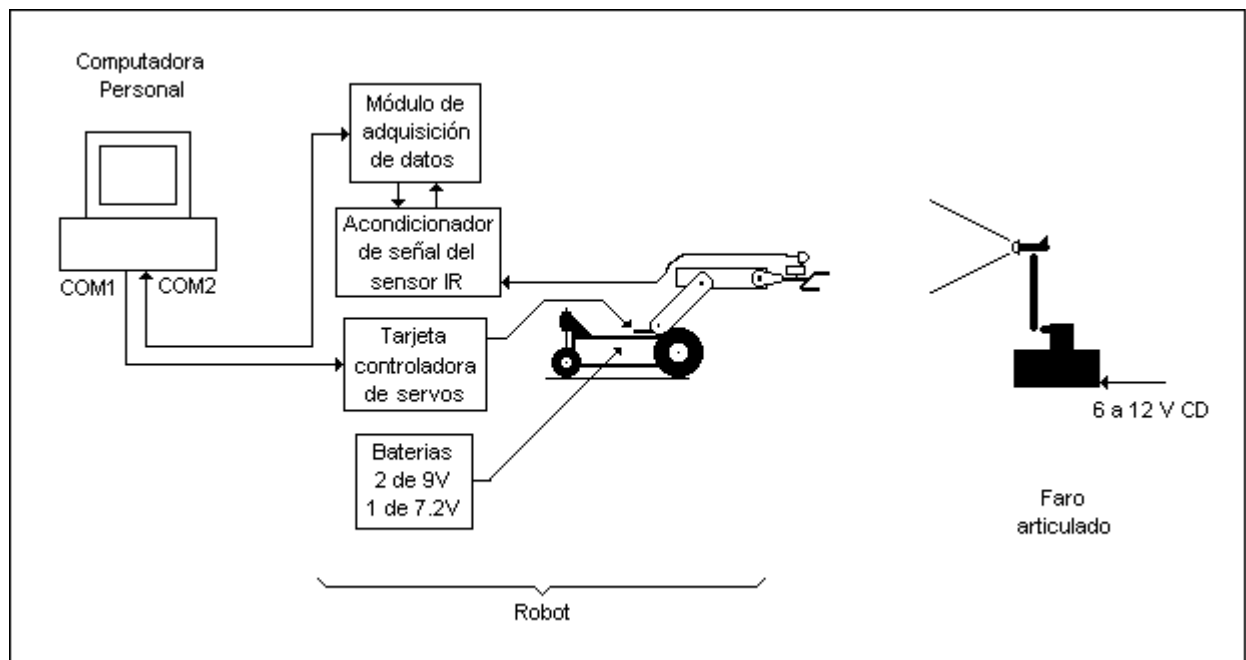 Computadora
Personal
COM1
COM2
Módulo de
adquisición
de datos
Acondicionador
de señal del
sensor IR
Tarjeta
controladora
de servos
Baterias
2 de 9V
1 de 7.2V
Robot
6 a 12 V CD
Faro
articulado